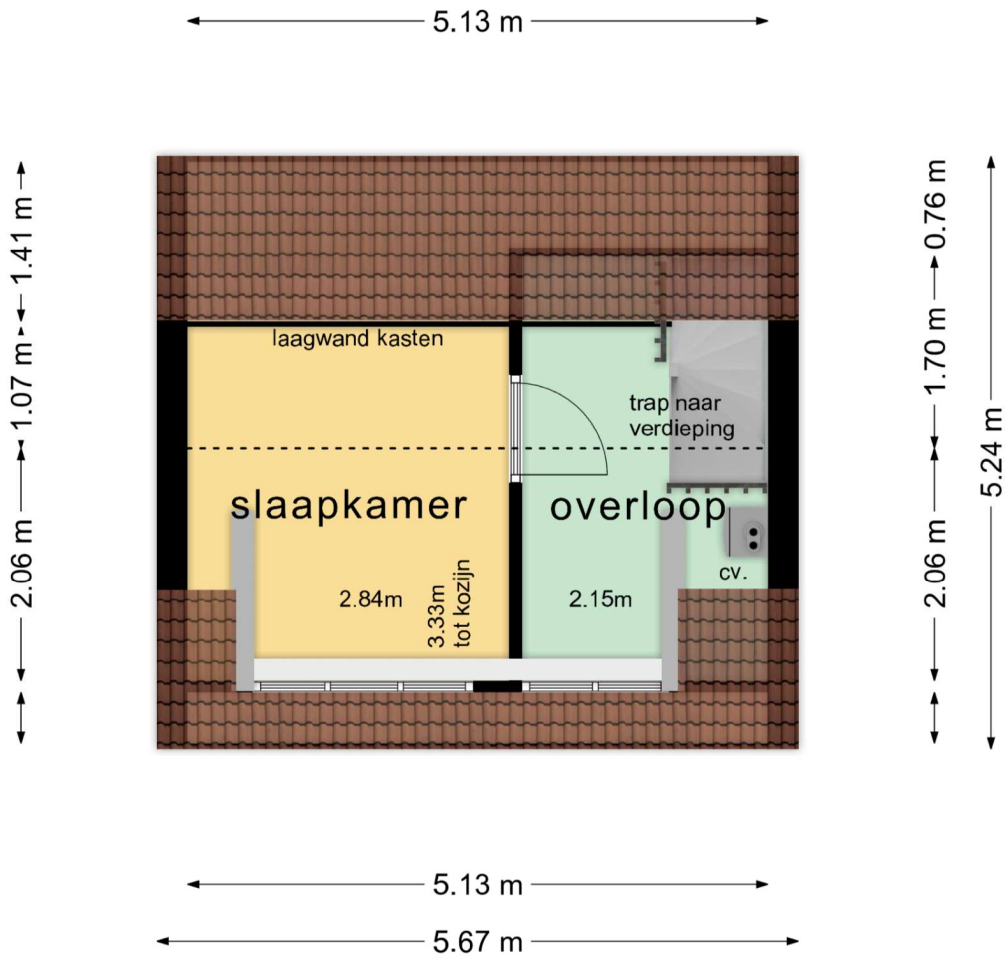 5.13 m
1.41 m
1.07 m
2.06 m
0.76 m
1.70 m
2.06 m
5.24 m
laagwand kasten
trap naar
verdieping
slaapkamer
overloop
cv.
2.84m
3.33m
tot kozijn
2.15m
5.13 m
5.67 m